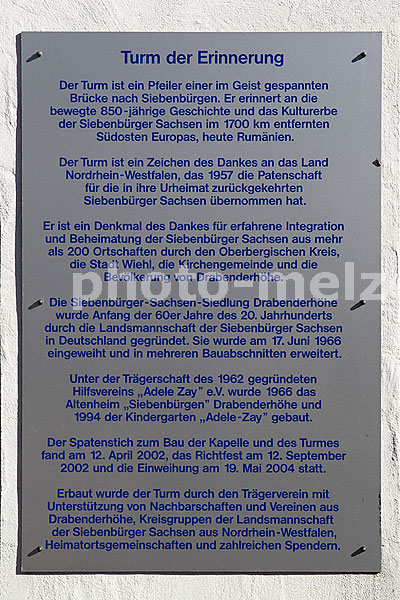 Turm der Erinnerung
Der Turm ist ein Pfeiler einer im Geist gespannten
Brücke nach Siebenbürgen. Er erinnert an die
bewegte 850-jährige Geschichte und das Kulturerbe
der Siebenbürger Sachsen im 1700 km entfernten
Südosten Europas, heute Rumänien.
Der Turm ist ein Zeichen des Dankes an das Land
Nordrhein-Westfalen, das 1957 die Patenschaft
für die in ihre Urheimat zurückgekehrten
Siebenbürger Sachsen übernommen hat.
Er ist ein Denkmal des Dankes für erfahrene Integration
und Beheimatung der Siebenbürger Sachsen aus mehr
als 200 Ortschaften durch den Oberbergischen Kreis,
die Stadt Wiehl, die Kirchengemeinde und die
Bevölkerung von Drabenderhöhe.
photo-melz
Die Siebenbürger-Sachsen-Siedlung Drabenderhöhe
wurde Anfang der 60er Jahre des 20. Jahrhunderts
durch die Landsmannschaft der Siebenbürger Sachsen
in Deutschland gegründet. Sie wurde am 17. Juni 1966
eingeweiht und in mehreren Bauabschnitten erweitert.
Unter der Trägerschaft des 1962 gegründeten
Hilfsvereins „Adele Zay” e.V. wurde 1966 das
Altenheim „Siebenbürgen” Drabenderhöhe und
1994 der Kindergarten „Adele-Zay” gebaut.
Der Spatenstich zum Bau der Kapelle und des Turmes
fand am 12. April 2002, das Richtfest am 12. September
2002 und die Einweihung am 19. Mai 2004 statt.
Erbaut wurde der Turm durch den Trägerverein mit
Unterstützung von Nachbarschaften und Vereinen aus
Drabenderhöhe, Kreisgruppen der Landsmannschaft
der Siebenbürger Sachsen aus Nordrhein-Westfalen,
Heimatortsgemeinschaften und zahlreichen Spendern.